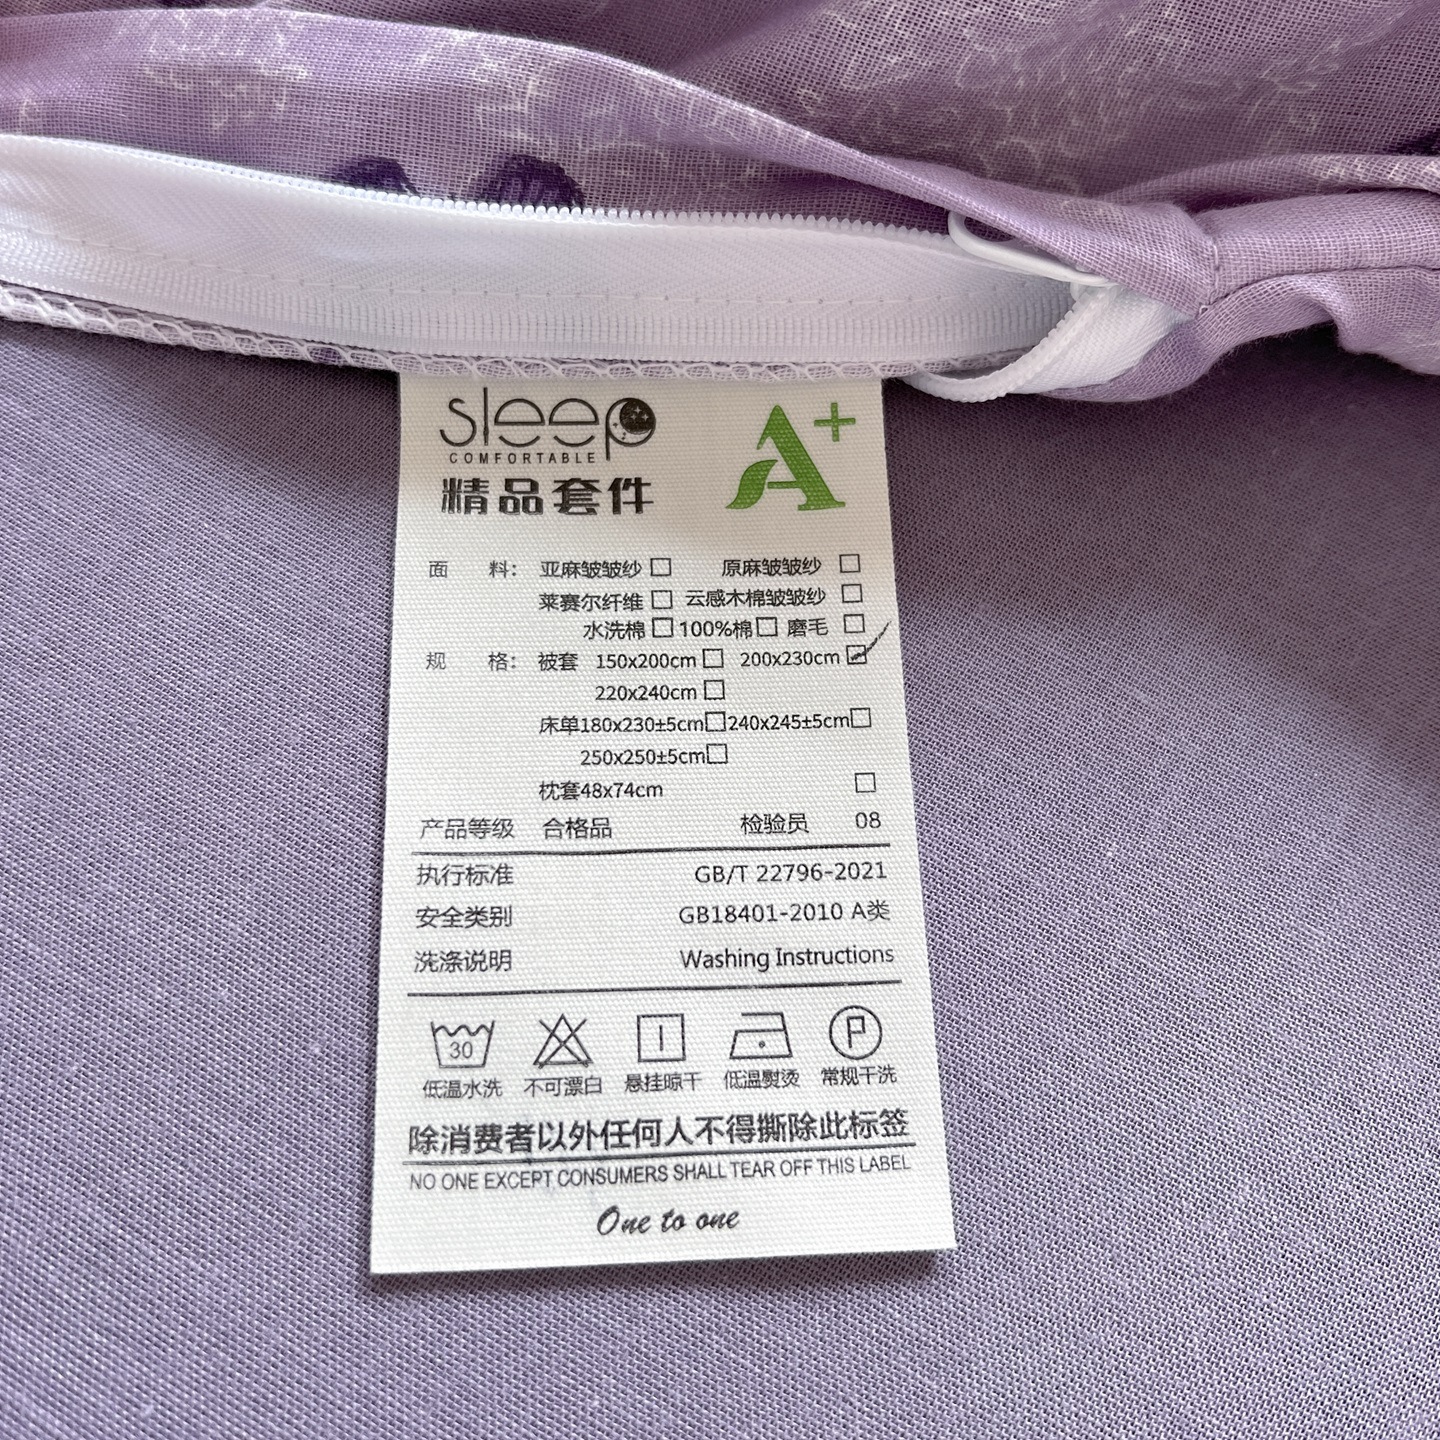 sleep
COMFORTABLE
精品套件
A+
面 料： 亚麻皱皱纱 □ 原麻皱皱纱 □
莱赛尔纤维 □ 云感木棉皱皱纱 □
水洗棉 □ 100%棉 □ 磨毛 □
规 格： 被套 150x200cm □ 200x230cm ☑
220x240cm □
床单180x230±5cm □ 240x245±5cm □
250x250±5cm □
枕套48x74cm □
产品等级 合格品 检验员 08
执行标准 GB/T 22796-2021
安全类别 GB18401-2010 A类
洗涤说明 Washing Instructions
30 P
低温水洗 不可漂白 悬挂晾干 低温熨烫 常规干洗
除消费者以外任何人不得撕除此标签
NO ONE EXCEPT CONSUMERS SHALL TEAR OFF THIS LABEL
One to one